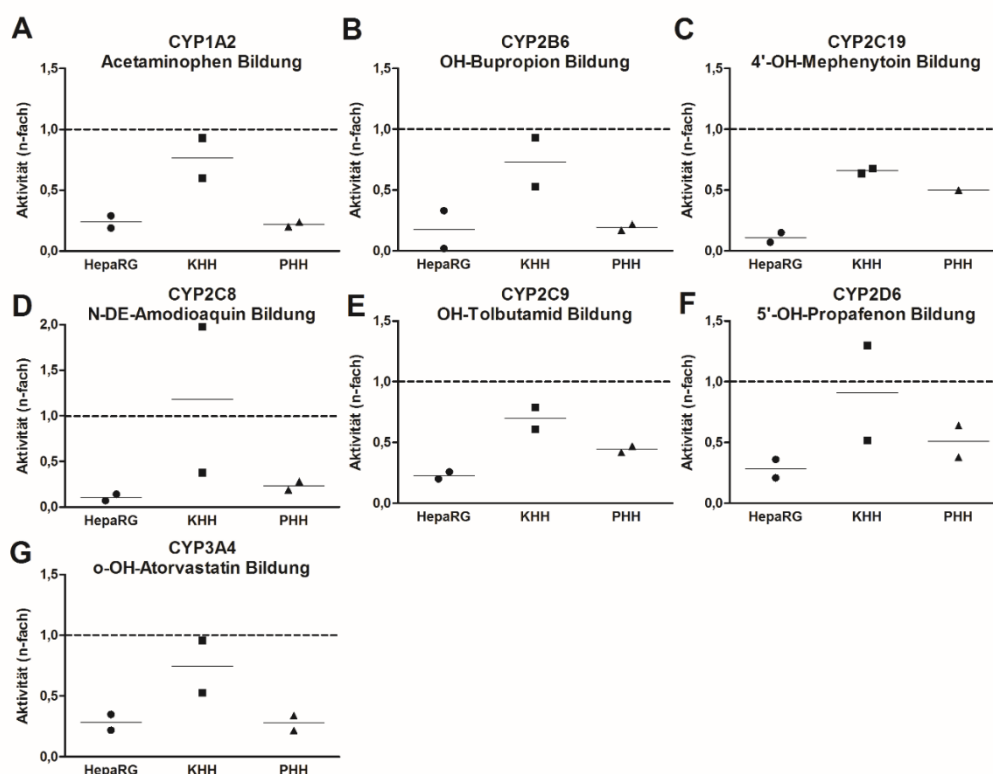 A
CYP1A2
Acetaminophen Bildung
Aktivität (n-fach)
1,5
1,0
0,5
0,0
HepaRG KHH PHH
B
CYP2B6
OH-Bupropion Bildung
Aktivität (n-fach)
1,5
1,0
0,5
0,0
HepaRG KHH PHH
C
CYP2C19
4'-OH-Mephenytoin Bildung
Aktivität (n-fach)
1,5
1,0
0,5
0,0
HepaRG KHH PHH
D
CYP2C8
N-DE-Amodioaquin Bildung
Aktivität (n-fach)
2,0
1,5
1,0
0,5
0,0
HepaRG KHH PHH
E
CYP2C9
OH-Tolbutamid Bildung
Aktivität (n-fach)
1,5
1,0
0,5
0,0
HepaRG KHH PHH
F
CYP2D6
5'-OH-Propafenon Bildung
Aktivität (n-fach)
1,5
1,0
0,5
0,0
HepaRG KHH PHH
G
CYP3A4
o-OH-Atorvastatin Bildung
Aktivität (n-fach)
1,5
1,0
0,5
0,0
HepaRG KHH PHH